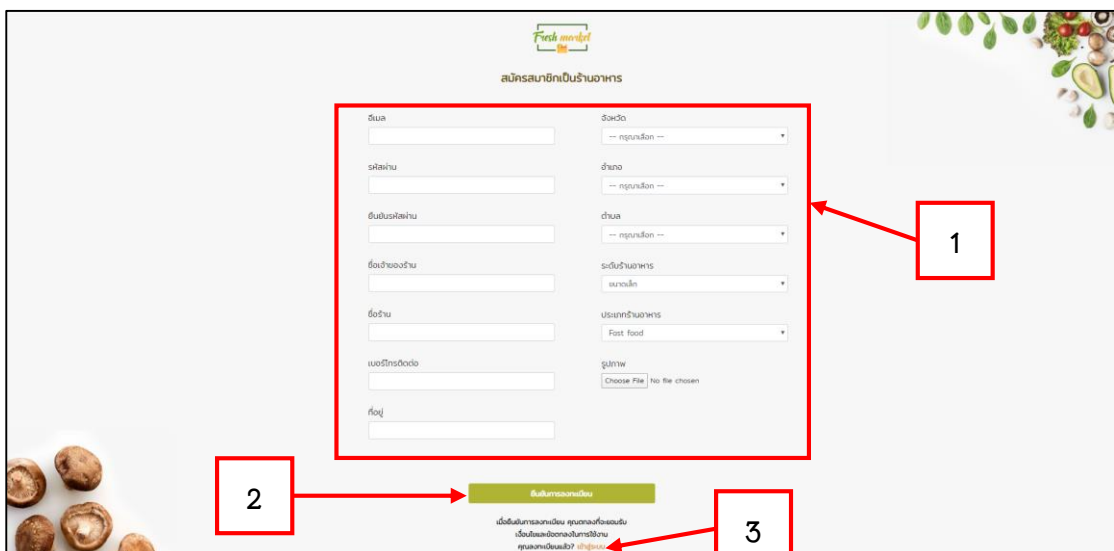 Fresh market
สมัครสมาชิกเป็นร้านอาหาร
อีเมล
รหัสผ่าน
ยืนยันรหัสผ่าน
ชื่อเจ้าของร้าน
ชื่อร้าน
เบอร์โทรติดต่อ
ที่อยู่
จังหวัด
--- กรุณาเลือก ---
อำเภอ
--- กรุณาเลือก ---
ตำบล
--- กรุณาเลือก ---
ระดับร้านอาหาร
ขนาดเล็ก
ประเภทร้านอาหาร
Fast food
รูปภาพ
Choose File No file chosen
1
2
ยืนยันการลงทะเบียน
เมื่อยืนยันการลงทะเบียน คุณตกลงที่จะยอมรับ
เงื่อนไขและข้อตกลงในการใช้งาน
คุณลงทะเบียนแล้ว? เข้าสู่ระบบ
3